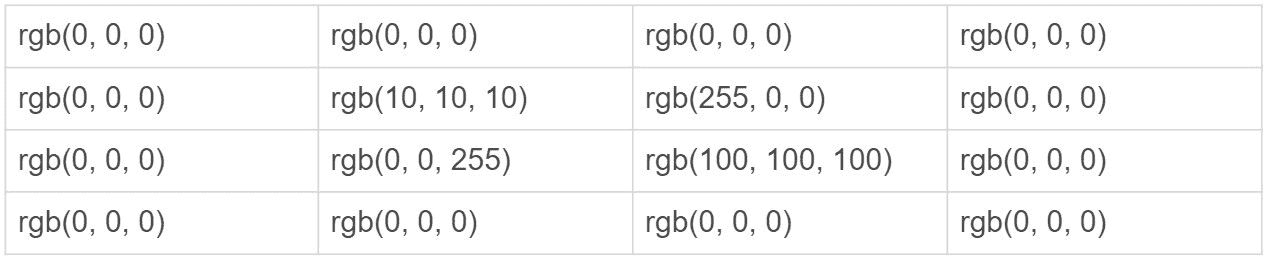 rgb(0, 0, 0) rgb(0, 0, 0) rgb(0, 0, 0) rgb(0, 0, 0)
rgb(0, 0, 0) rgb(10, 10, 10) rgb(255, 0, 0) rgb(0, 0, 0)
rgb(0, 0, 0) rgb(0, 0, 255) rgb(100, 100, 100) rgb(0, 0, 0)
rgb(0, 0, 0) rgb(0, 0, 0) rgb(0, 0, 0) rgb(0, 0, 0)